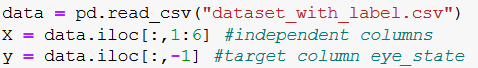 data = pd.read_csv("dataset_with_label.csv")
X = data.iloc[:,1:6] #independent columns
y = data.iloc[:,-1] #target column eye_state